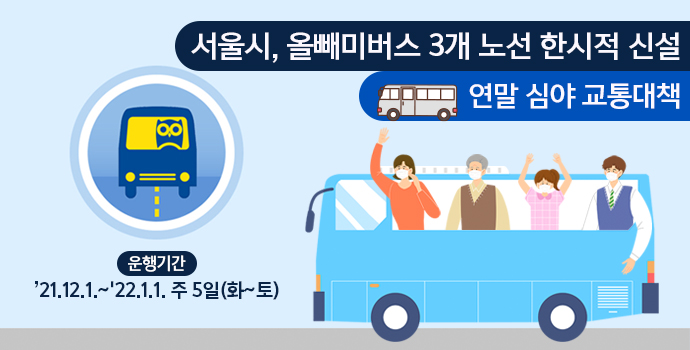 서울시, 올빼미버스 3개 노선 한시적 신설
연말 심야 교통대책
운행기간
’21.12.1.~'22.1.1. 주 5일(화~토)